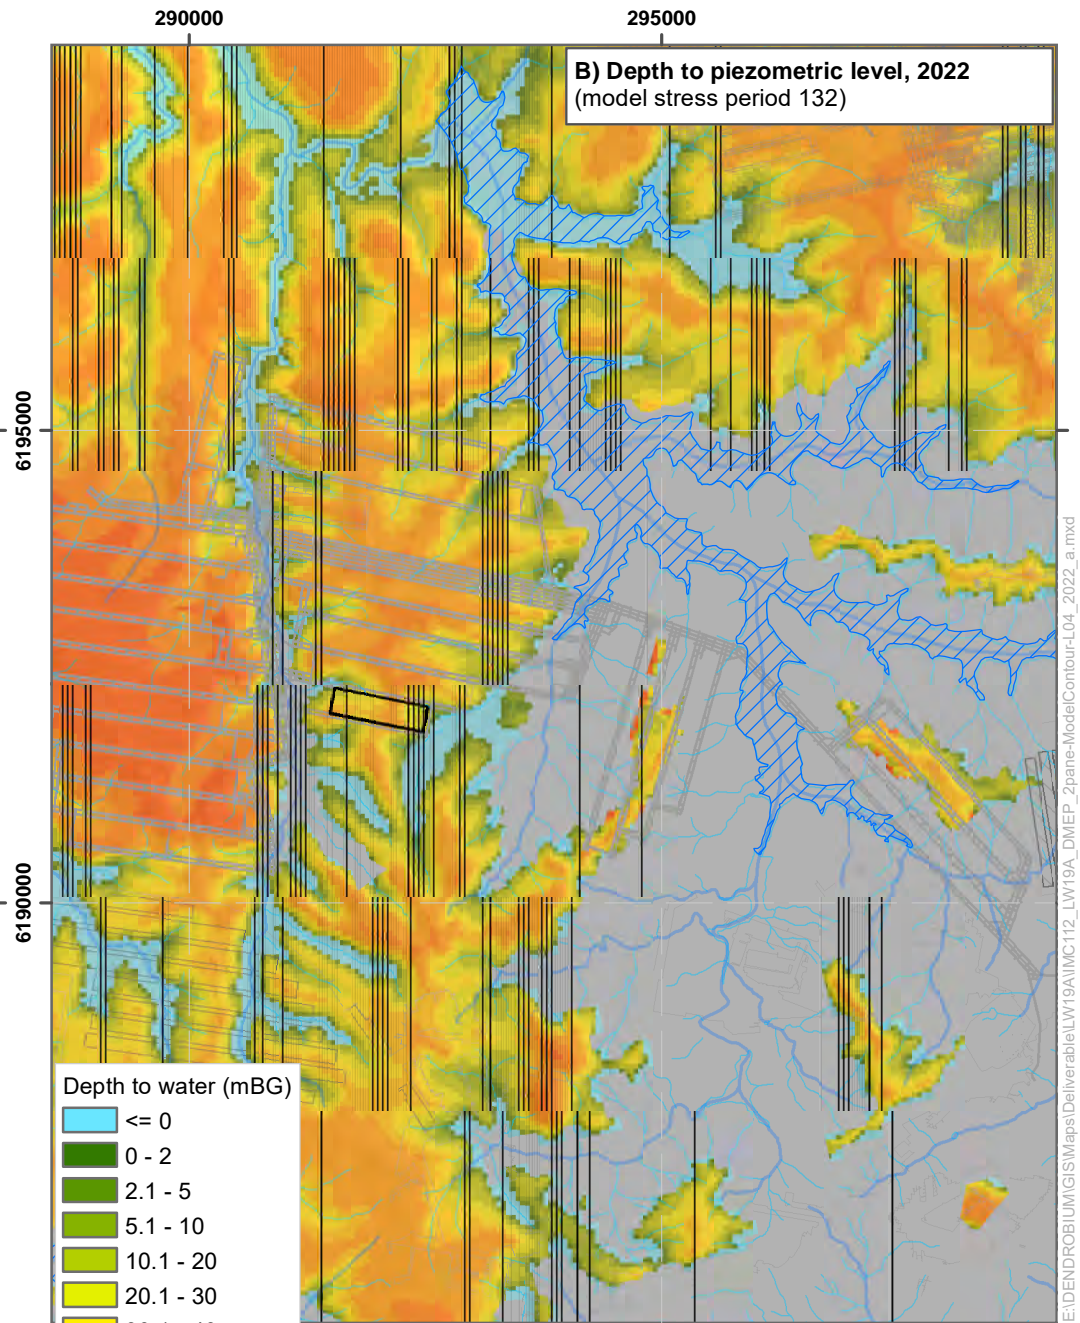 290000
295000
B) Depth to piezometric level, 2022
(model stress period 132)
6195000
6190000
E:\DENDROBIUM\GIS\Maps\Deliverable\LW19A\IMC112_LW19A_DMEP_2pane-ModelContour-L04_2022_a.mxd
Depth to water (mBG)
<= 0
0 - 2
2.1 - 5
5.1 - 10
10.1 - 20
20.1 - 30